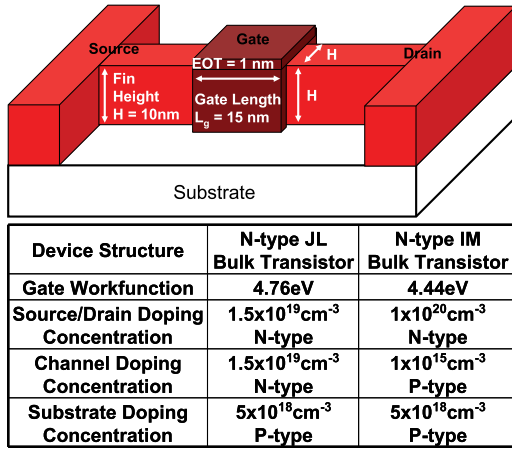 Source
Gate
H
Drain
EOT = 1 nm
Fin
Height
H = 10nm
Gate Length
L_g = 15 nm
H
Substrate
Device Structure
N-type JL
Bulk Transistor
N-type IM
Bulk Transistor
Gate Workfunction
4.76eV
4.44eV
Source/Drain Doping
Concentration
1.5x10^19cm^-3
N-type
1x10^20cm^-3
N-type
Channel Doping
Concentration
1.5x10^19cm^-3
N-type
1x10^15cm^-3
P-type
Substrate Doping
Concentration
5x10^18cm^-3
P-type
5x10^18cm^-3
P-type